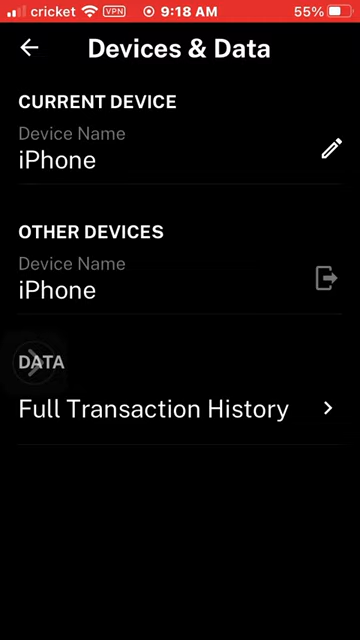 cricket VPN 9:18 AM 55%
Devices & Data
CURRENT DEVICE
Device Name
iPhone
OTHER DEVICES
Device Name
iPhone
DATA
Full Transaction History